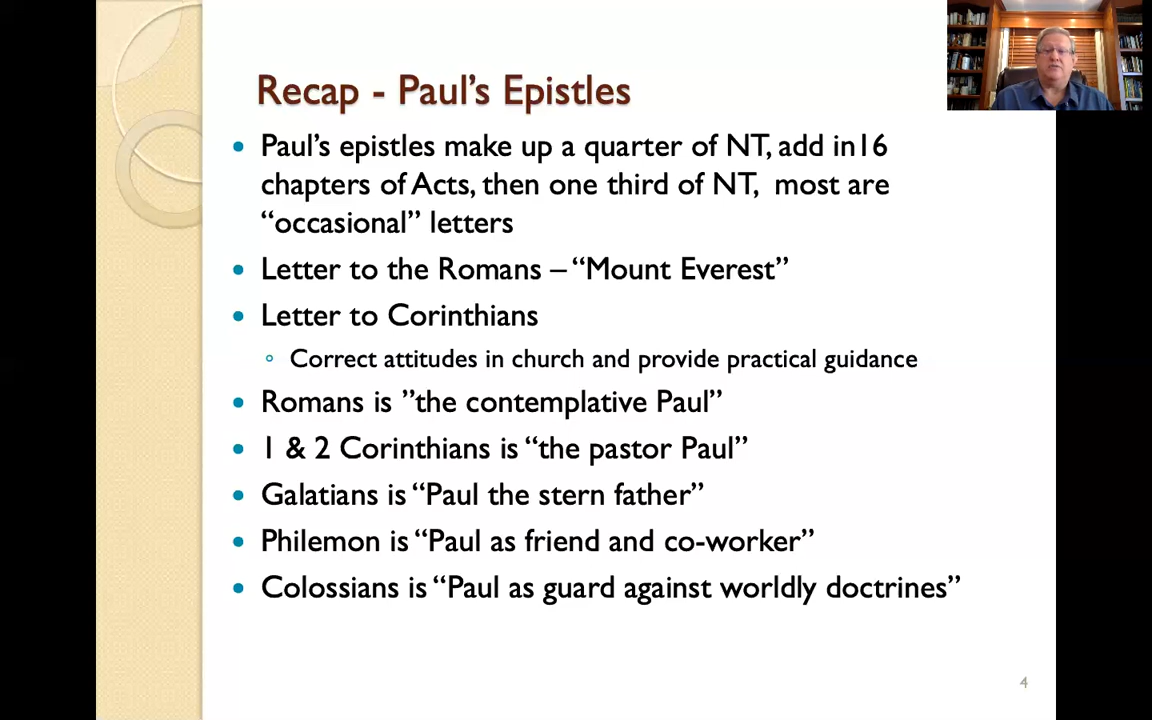 Recap - Paul's Epistles
• Paul's epistles make up a quarter of NT, add in16
chapters of Acts, then one third of NT,  most are
“occasional” letters
• Letter to the Romans – “Mount Everest”
• Letter to Corinthians
◦ Correct attitudes in church and provide practical guidance
• Romans is ”the contemplative Paul”
• 1 & 2 Corinthians is “the pastor Paul”
• Galatians is “Paul the stern father”
• Philemon is “Paul as friend and co-worker”
• Colossians is “Paul as guard against worldly doctrines”
4